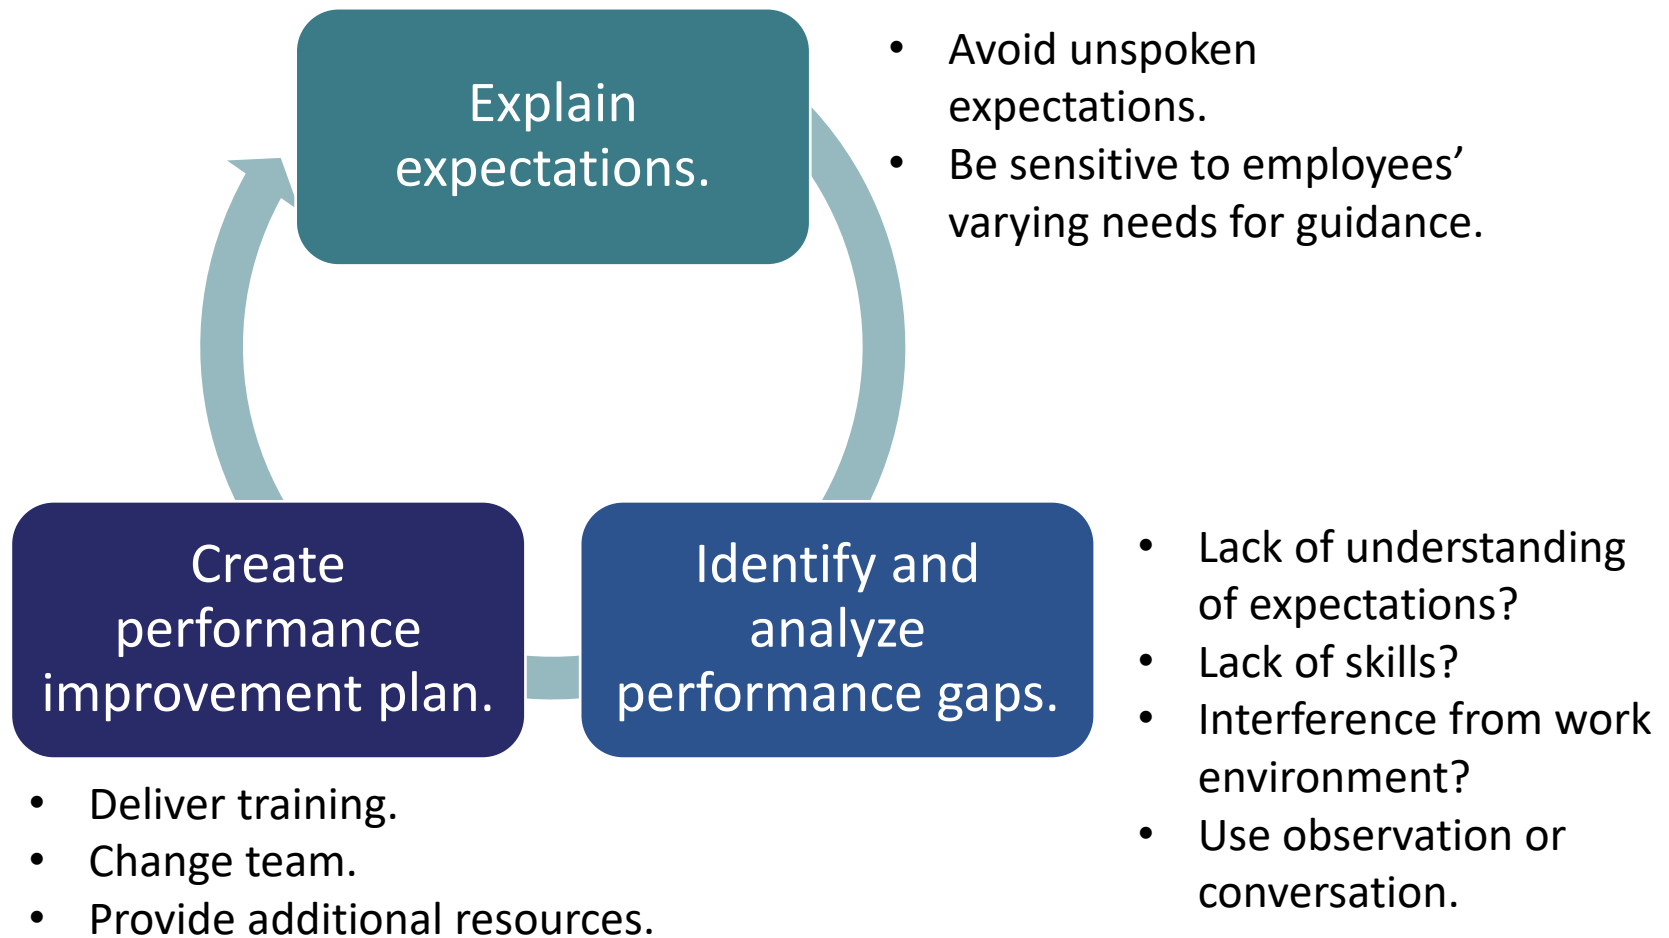 Explain
expectations.
• Avoid unspoken
expectations.
• Be sensitive to employees’
varying needs for guidance.
Identify and
analyze
performance gaps.
• Lack of understanding
of expectations?
• Lack of skills?
• Interference from work
environment?
• Use observation or
conversation.
Create
performance
improvement plan.
• Deliver training.
• Change team.
• Provide additional resources.